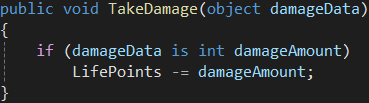 public void TakeDamage(object damageData)
{
    if (damageData is int damageAmount)
        LifePoints -= damageAmount;
}